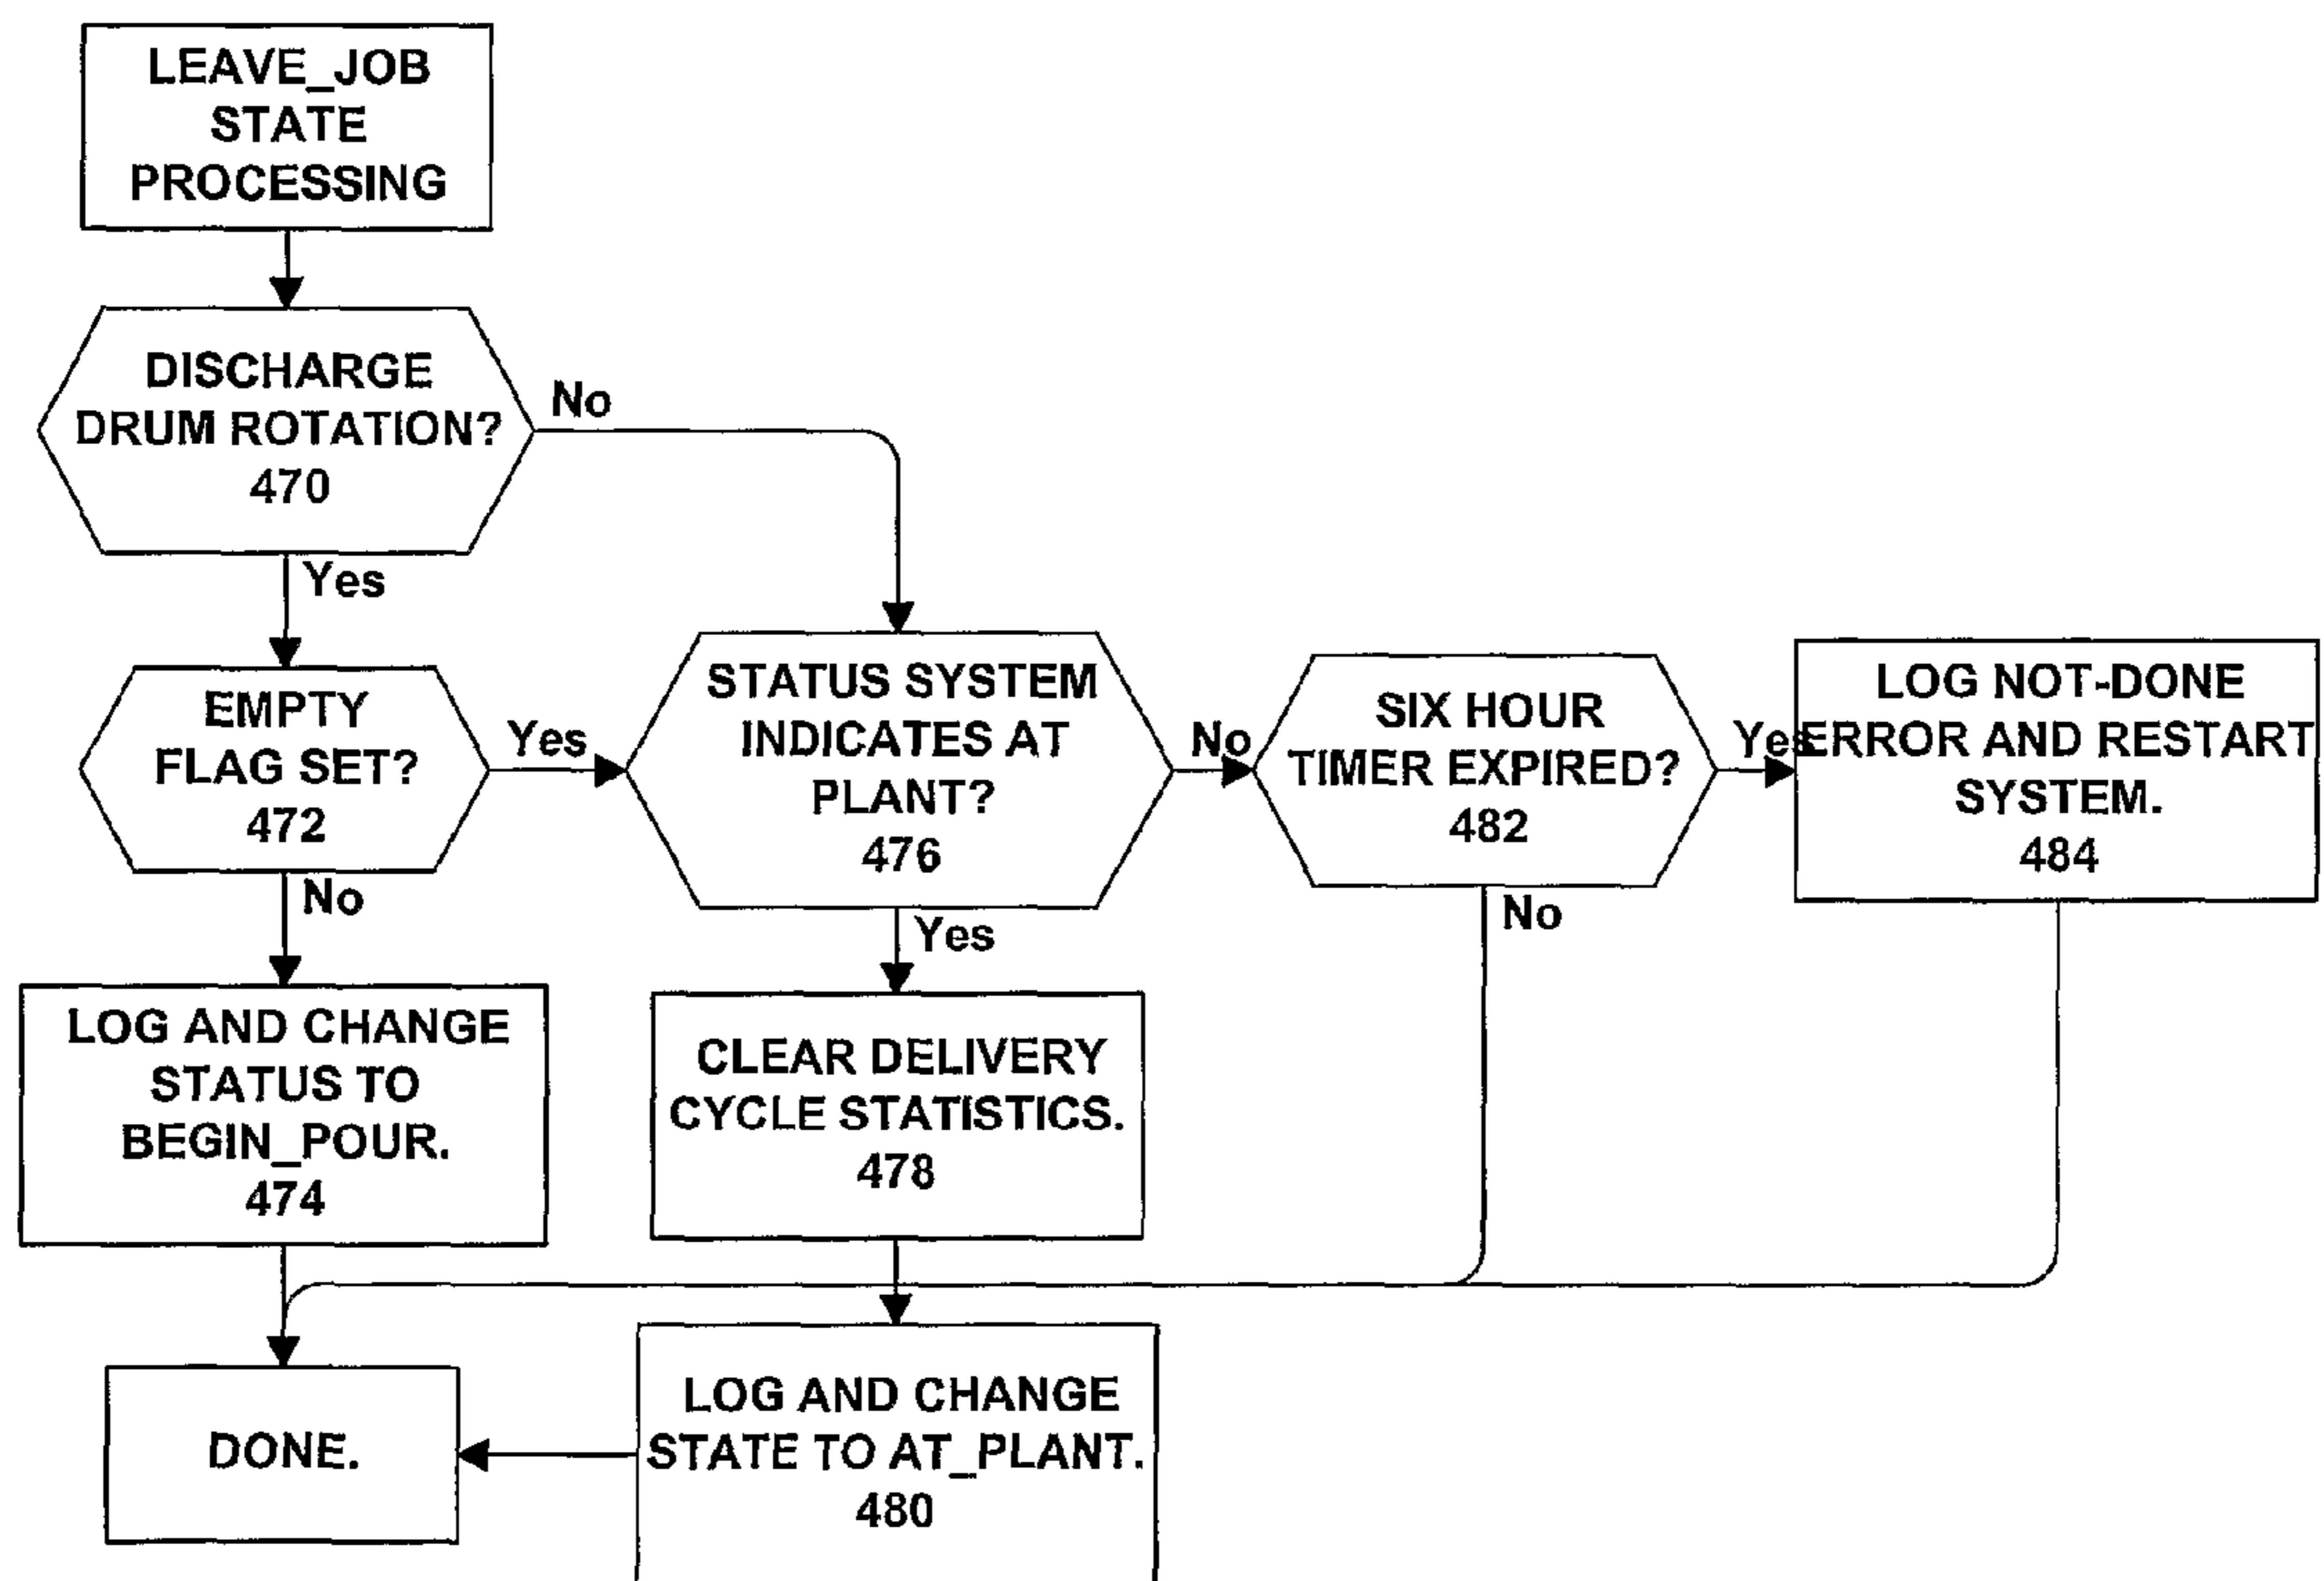 LEAVE_JOB
STATE
PROCESSING
DISCHARGE
DRUM ROTATION?
470
No
Yes
EMPTY
FLAG SET?
472
Yes
STATUS SYSTEM
INDICATES AT
PLANT?
476
No
SIX HOUR
TIMER EXPIRED?
482
Yes
LOG NOT-DONE
ERROR AND RESTART
SYSTEM.
484
No
Yes
No
LOG AND CHANGE
STATUS TO
BEGIN_POUR.
474
CLEAR DELIVERY
CYCLE STATISTICS.
478
DONE.
LOG AND CHANGE
STATE TO AT_PLANT.
480